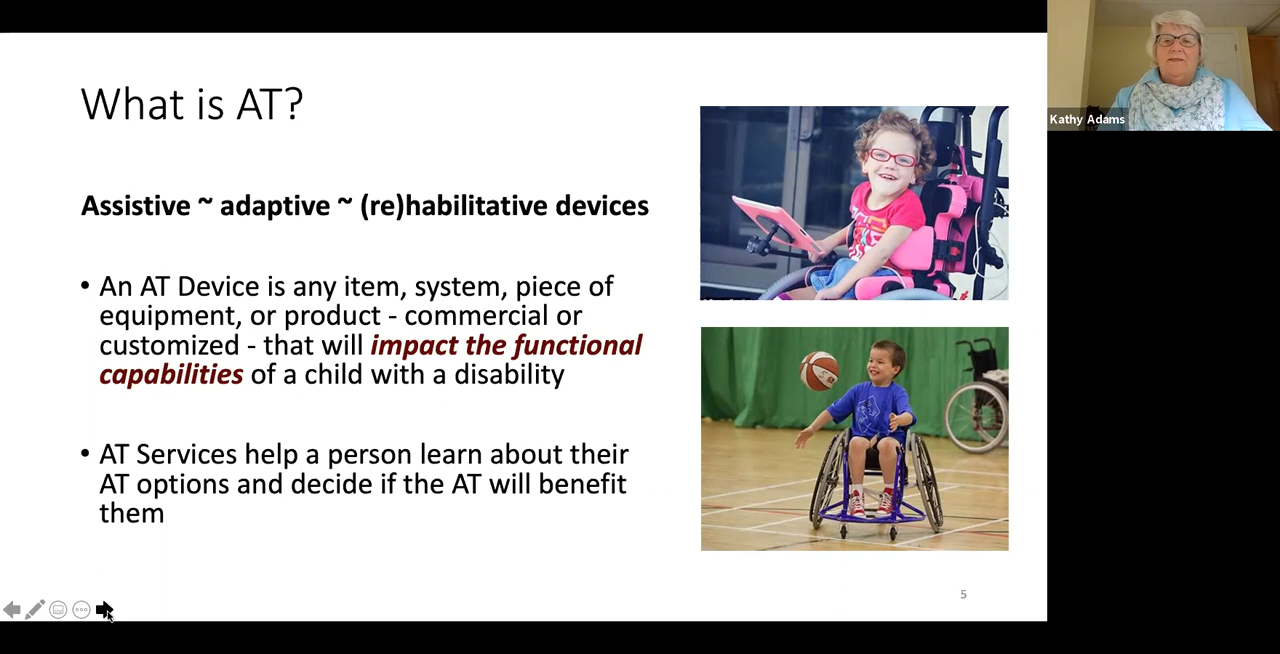 What is AT?
Assistive ~ adaptive ~ (re)habilitative devices
• An AT Device is any item, system, piece of
equipment, or product - commercial or
customized - that will impact the functional
capabilities of a child with a disability
• AT Services help a person learn about their
AT options and decide if the AT will benefit
them
5
Kathy Adams